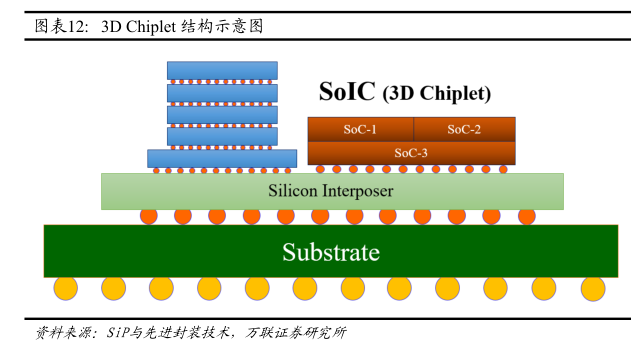 图表12: 3D Chiplet 结构示意图
SoIC (3D Chiplet)
SoC-1 SoC-2
SoC-3
Silicon Interposer
Substrate
资料来源: SiP与先进封装技术, 万联证券研究所